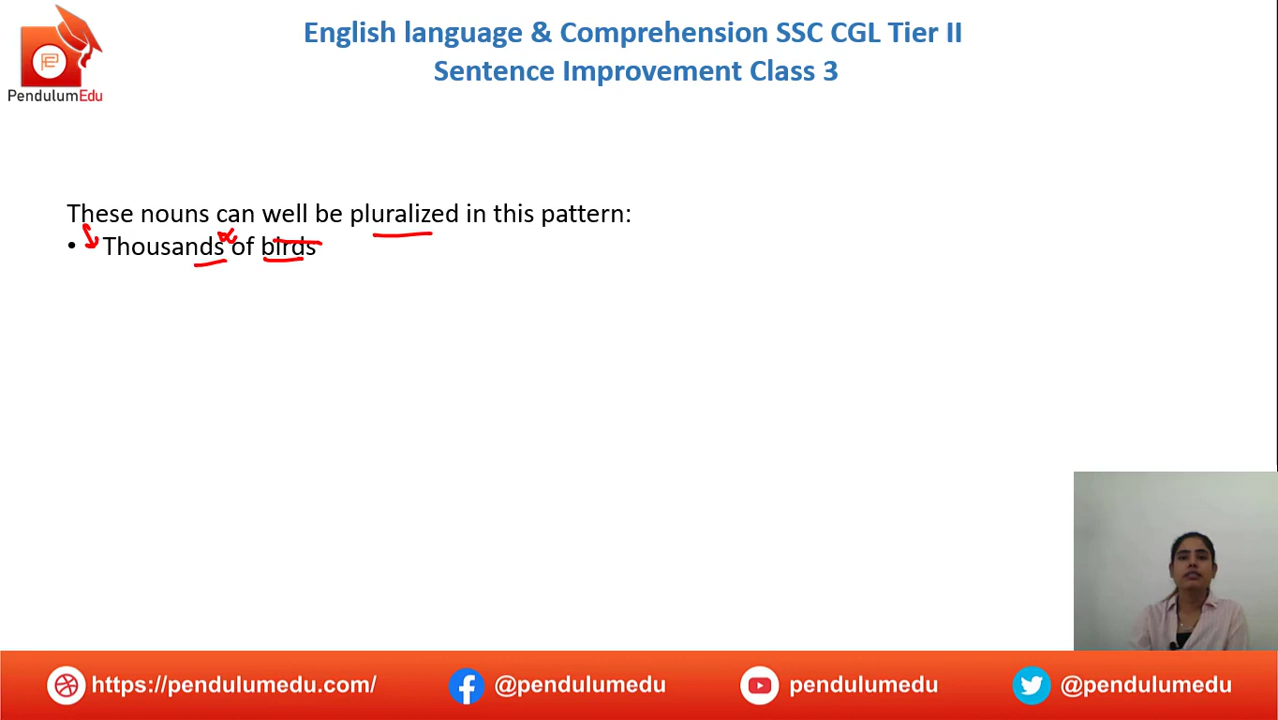 English language & Comprehension SSC CGL Tier II
Sentence Improvement Class 3
PendulumEdu
These nouns can well be pluralized in this pattern:
• Thousands of birds
https://pendulumedu.com/
@pendulumedu
pendulumedu
@pendulumedu